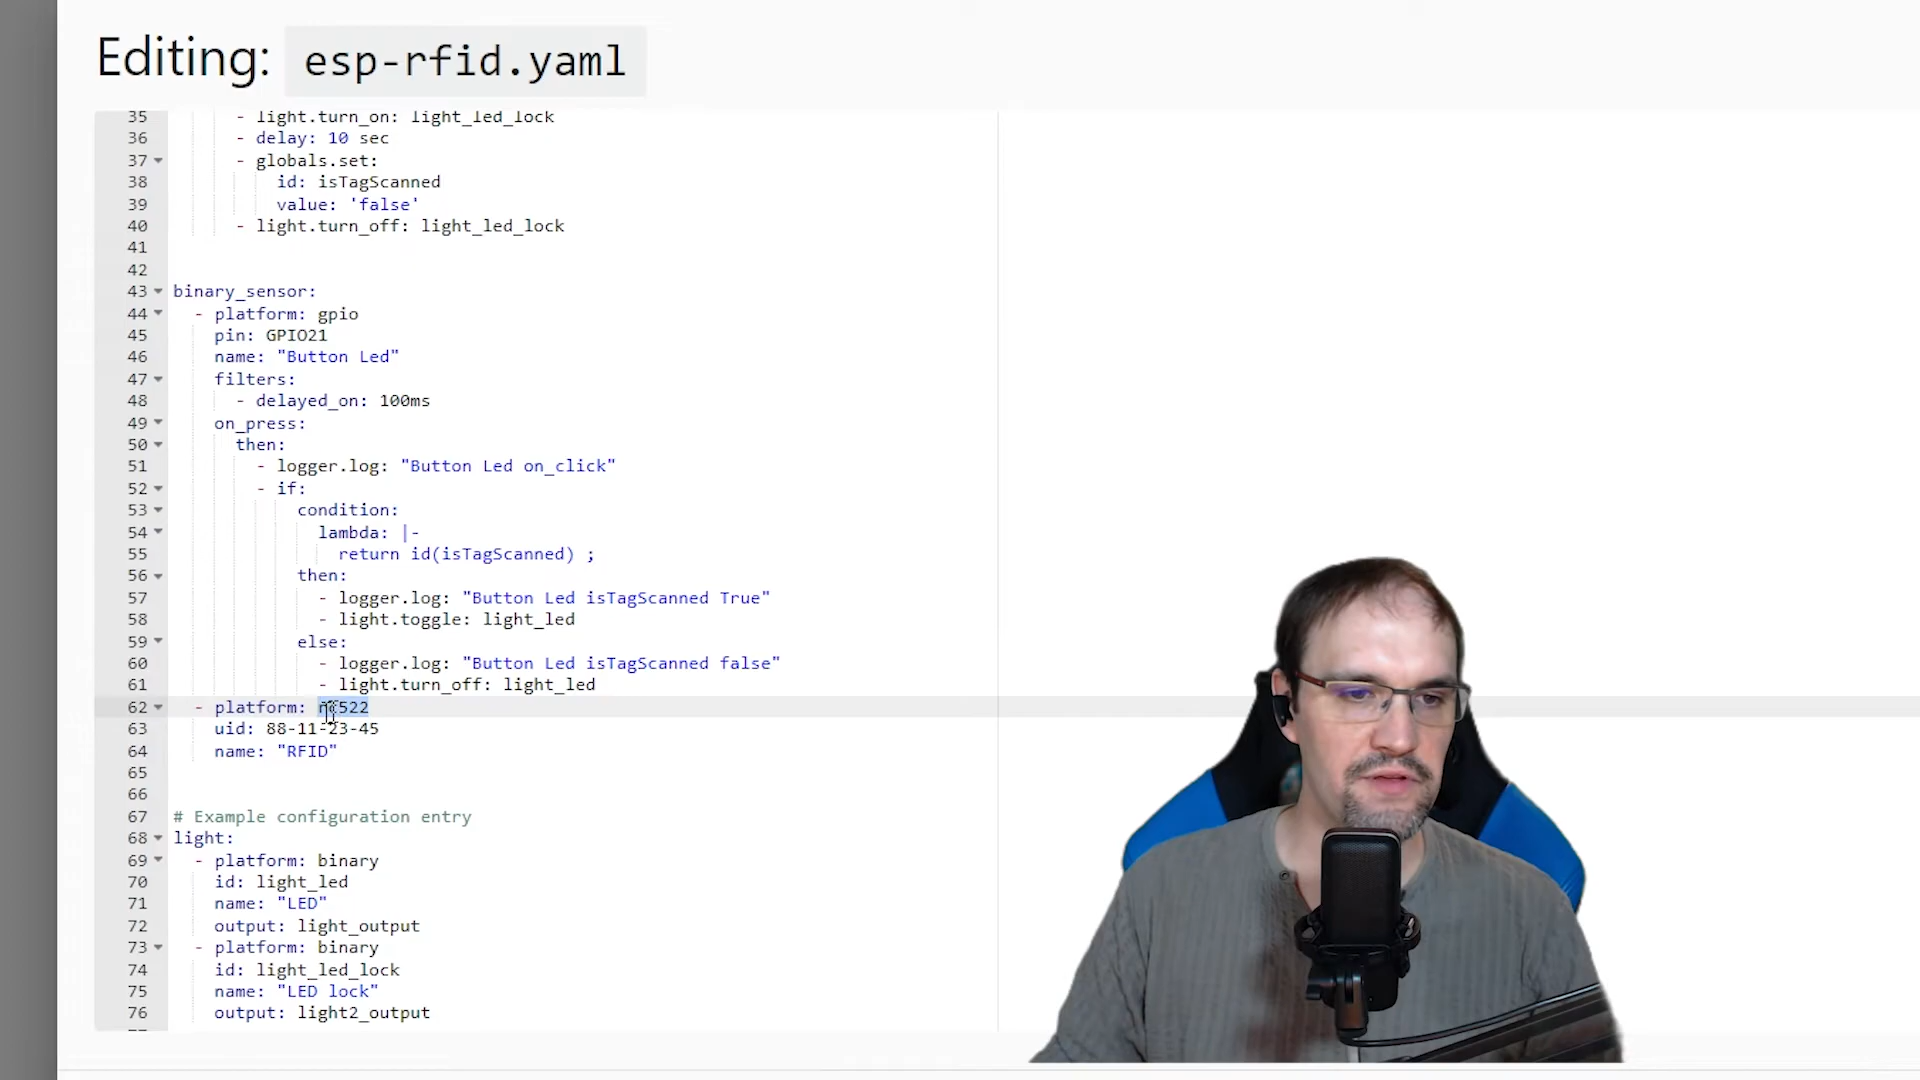 Editing: esp-rfid.yaml
35 - light.turn_on: light_led_lock
36 - delay: 10 sec
37 - globals.set:
38 id: isTagScanned
39 value: 'false'
40 - light.turn_off: light_led_lock
41
42
43 binary_sensor:
44 - platform: gpio
45 pin: GPIO21
46 name: "Button Led"
47 filters:
48 - delayed_on: 100ms
49 on_press:
50 then:
51 - logger.log: "Button Led on_click"
52 - if:
53 condition:
54 lambda: |-
55 return id(isTagScanned) ;
56 then:
57 - logger.log: "Button Led isTagScanned True"
58 - light.toggle: light_led
59 else:
60 - logger.log: "Button Led isTagScanned false"
61 - light.turn_off: light_led
62 - platform: rc522
63 uid: 88-11-23-45
64 name: "RFID"
65
66
67 # Example configuration entry
68 light:
69 - platform: binary
70 id: light_led
71 name: "LED"
72 output: light_output
73 - platform: binary
74 id: light_led_lock
75 name: "LED lock"
76 output: light2_output